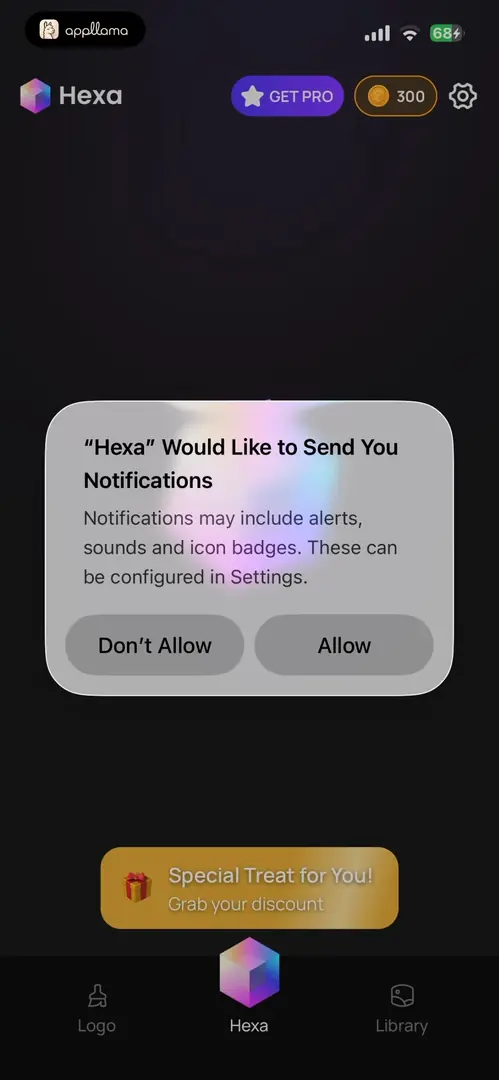 appllama
68
Hexa
GET PRO
300
“Hexa” Would Like to Send You
Notifications
Notifications may include alerts,
sounds and icon badges. These can
be configured in Settings.
Don’t Allow
Allow
Special Treat for You!
Grab your discount
Logo
Hexa
Library